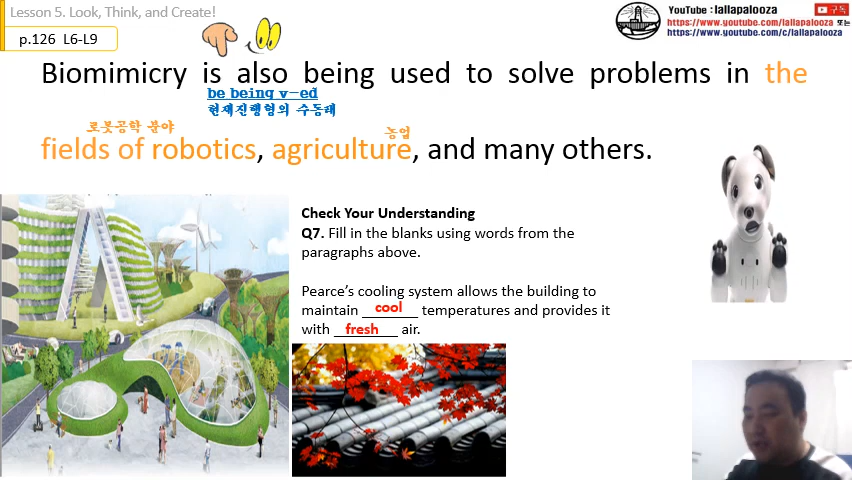 Lesson 5. Look, Think, and Create!
p.126 L6-L9
YouTube : lallapalooza
구독
https://www.youtube.com/lallapalooza 또는
https://www.youtube.com/c/lallapalooza
Biomimicry is also being used to solve problems in the
be being v-ed
현재진행형의 수동태
로봇공학 분야
농업
fields of robotics, agriculture, and many others.
Check Your Understanding
Q7. Fill in the blanks using words from the
paragraphs above.
Pearce's cooling system allows the building to
maintain cool temperatures and provides it
with fresh air.